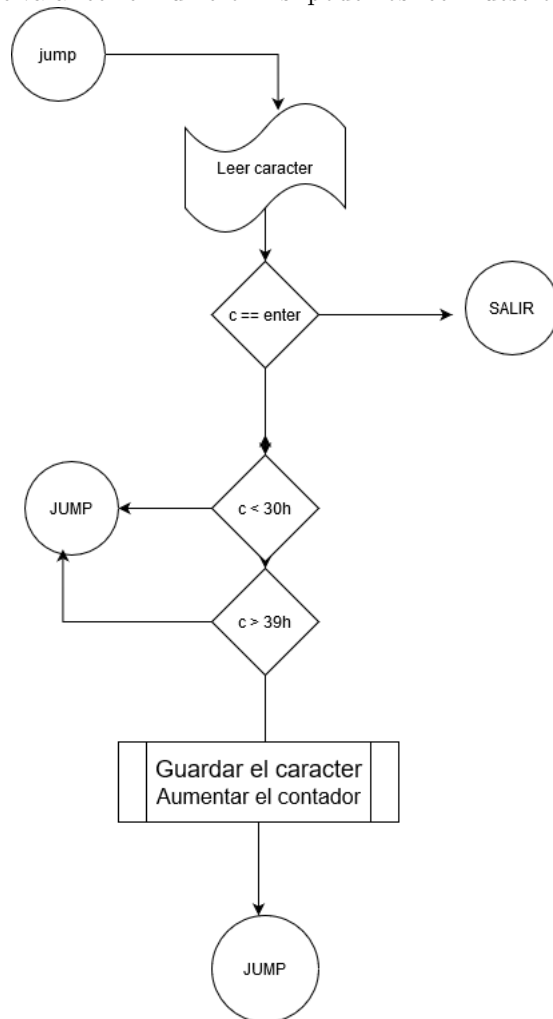 jump
Leer caracter
c == enter
SALIR
JUMP
c < 30h
c > 39h
Guardar el caracter
Aumentar el contador
JUMP